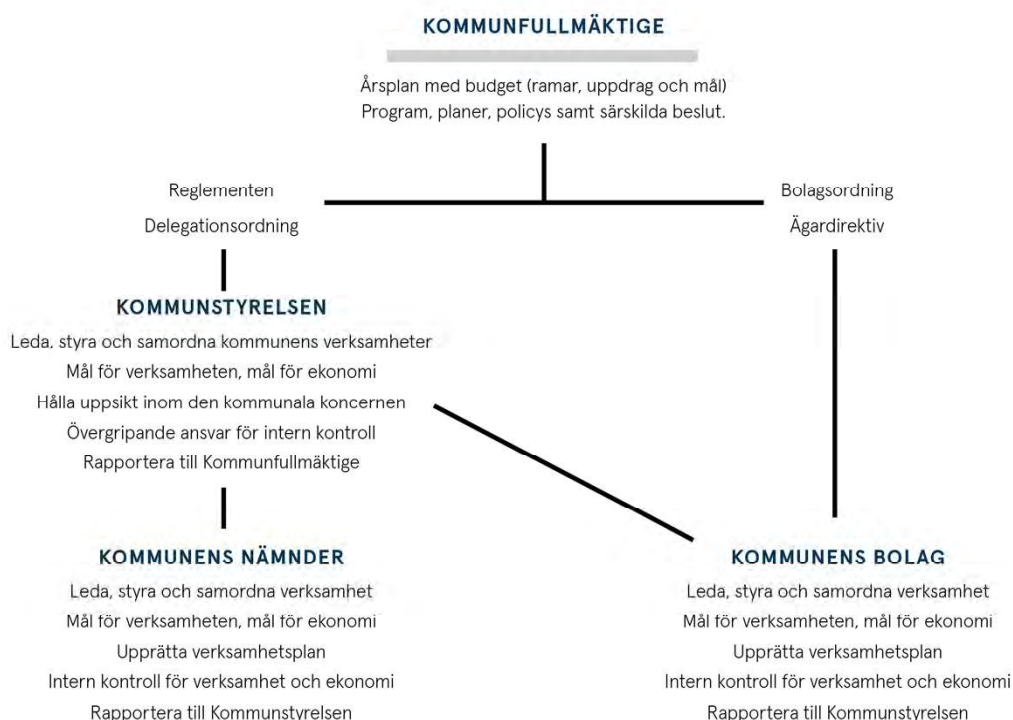 KOMMUNFULLMÄKTIGE
Årsplan med budget (ramar, uppdrag och mål)
Program, planer, policys samt särskilda beslut.
Reglementen
Delegationsordning
Bolagsordning
Ägardirektiv
KOMMUNSTYRELSEN
Leda, styra och samordna kommunens verksamheter
Mål för verksamheten, mål för ekonomi
Hålla uppsikt inom den kommunala koncernen
Övergripande ansvar för intern kontroll
Rapportera till Kommunfullmäktige
KOMMUNENS NÄMNDER
Leda, styra och samordna verksamhet
Mål för verksamheten, mål för ekonomi
Upprätta verksamhetsplan
Intern kontroll för verksamhet och ekonomi
Rapportera till Kommunstyrelsen
KOMMUNENS BOLAG
Leda, styra och samordna verksamhet
Mål för verksamheten, mål för ekonomi
Upprätta verksamhetsplan
Intern kontroll för verksamhet och ekonomi
Rapportera till Kommunstyrelsen